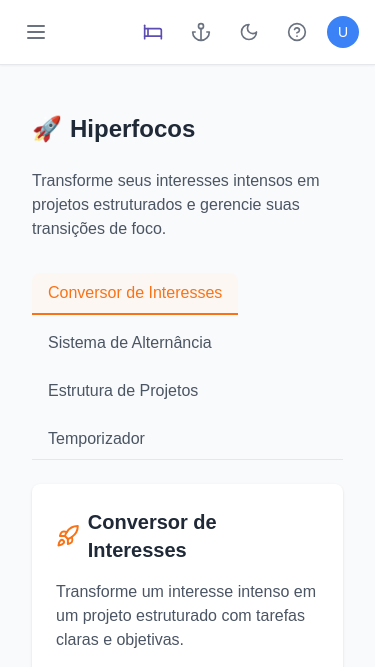 U
🚀 Hiperfocos
Transforme seus interesses intensos em
projetos estruturados e gerencie suas
transições de foco.
Conversor de Interesses
Sistema de Alternância
Estrutura de Projetos
Temporizador
Conversor de
Interesses
Transforme um interesse intenso em
um projeto estruturado com tarefas
claras e objetivas.